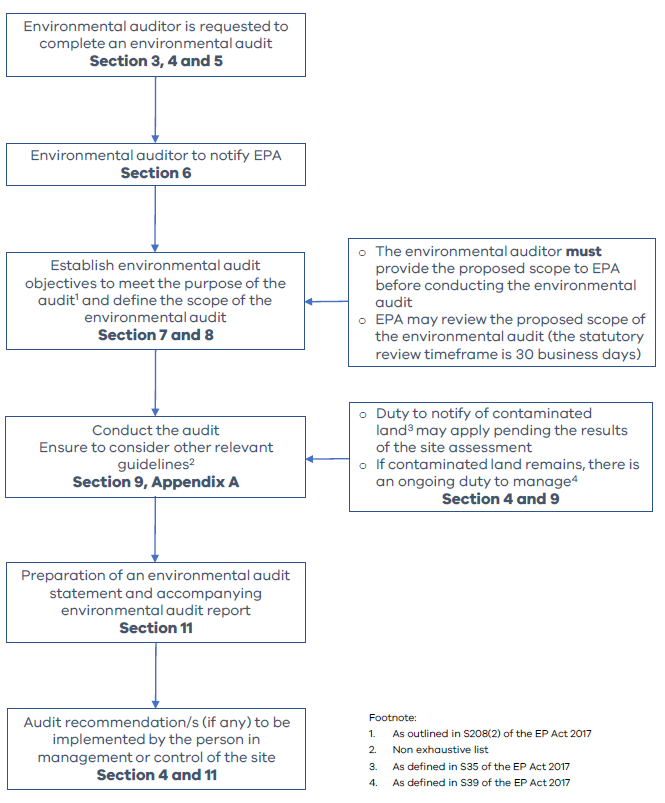 Environmental auditor is requested to
complete an environmental audit
Section 3, 4 and 5
Environmental auditor to notify EPA
Section 6
Establish environmental audit
objectives to meet the purpose of the
audit¹ and define the scope of the
environmental audit
Section 7 and 8
○ The environmental auditor must
provide the proposed scope to EPA
before conducting the environmental
audit
○ EPA may review the proposed scope of
the environmental audit (the statutory
review timeframe is 30 business days)
Conduct the audit
Ensure to consider other relevant
guidelines²
Section 9, Appendix A
○ Duty to notify of contaminated
land³ may apply pending the results
of the site assessment
○ If contaminated land remains, there is
an ongoing duty to manage⁴
Section 4 and 9
Preparation of an environmental audit
statement and accompanying
environmental audit report
Section 11
Audit recommendation/s (if any) to be
implemented by the person in
management or control of the site
Section 4 and 11
Footnote:
1. As outlined in S208(2) of the EP Act 2017
2. Non exhaustive list
3. As defined in S35 of the EP Act 2017
4. As defined in S39 of the EP Act 2017